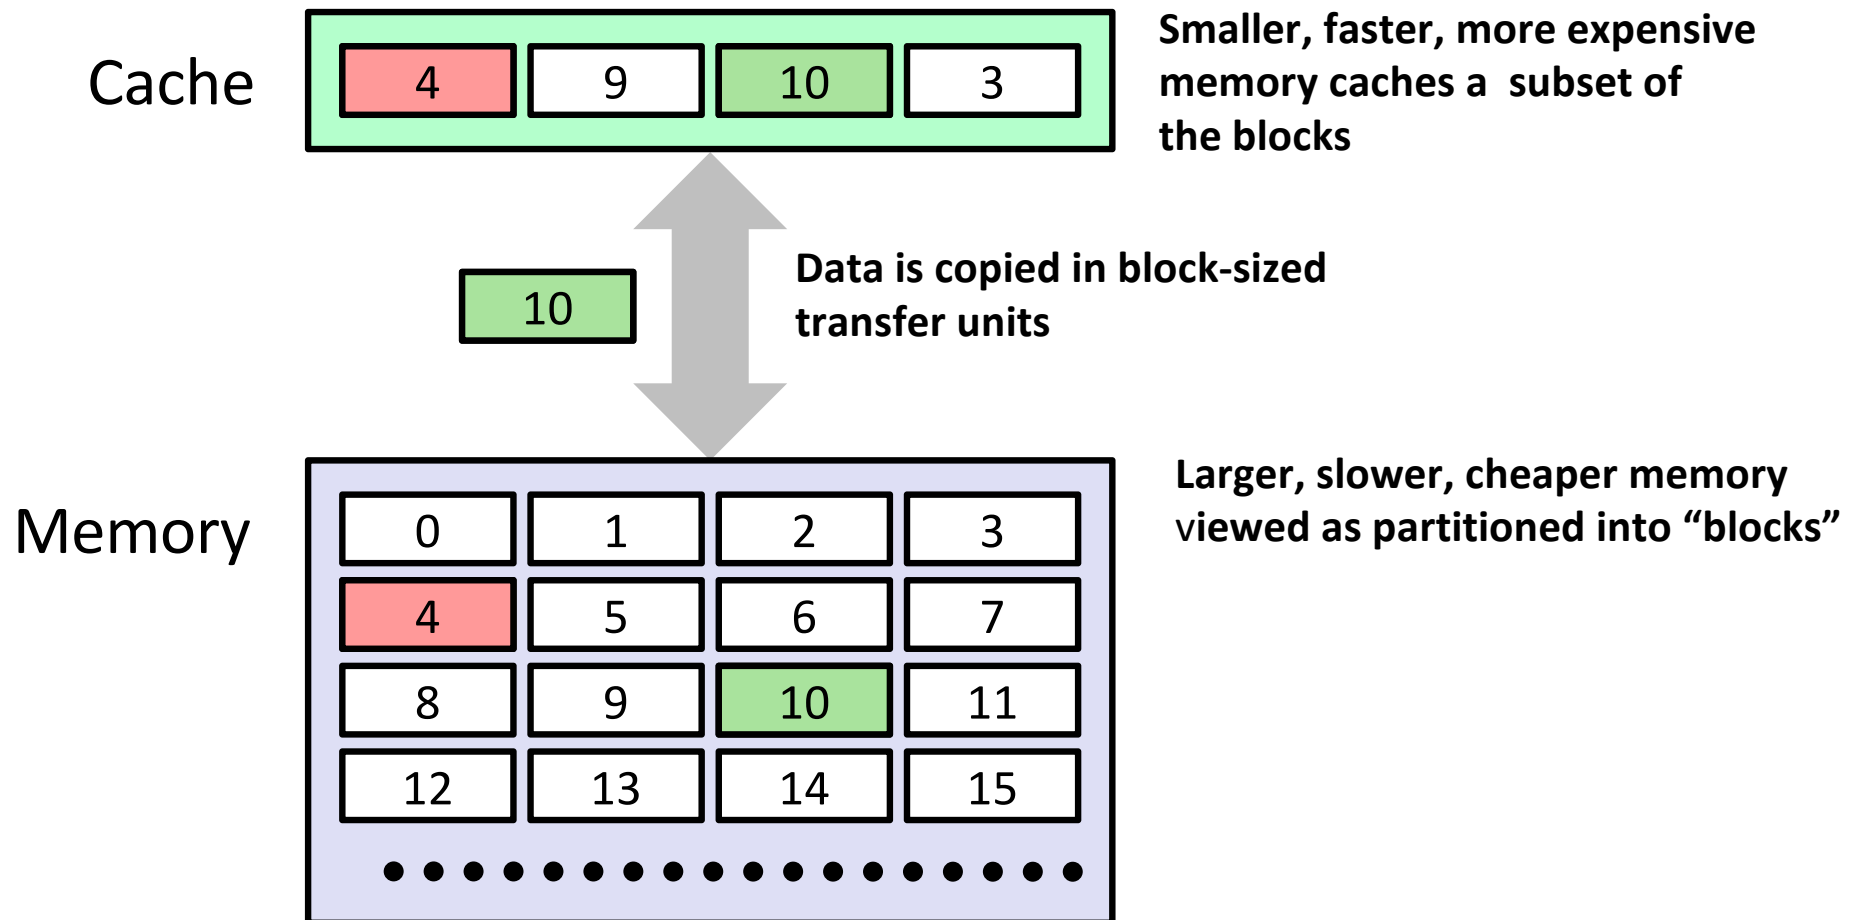 Cache
4 9 10 3
Smaller, faster, more expensive
memory caches a  subset of
the blocks
10
Data is copied in block-sized
transfer units
Memory
0 1 2 3
4 5 6 7
8 9 10 11
12 13 14 15
Larger, slower, cheaper memory
viewed as partitioned into “blocks”